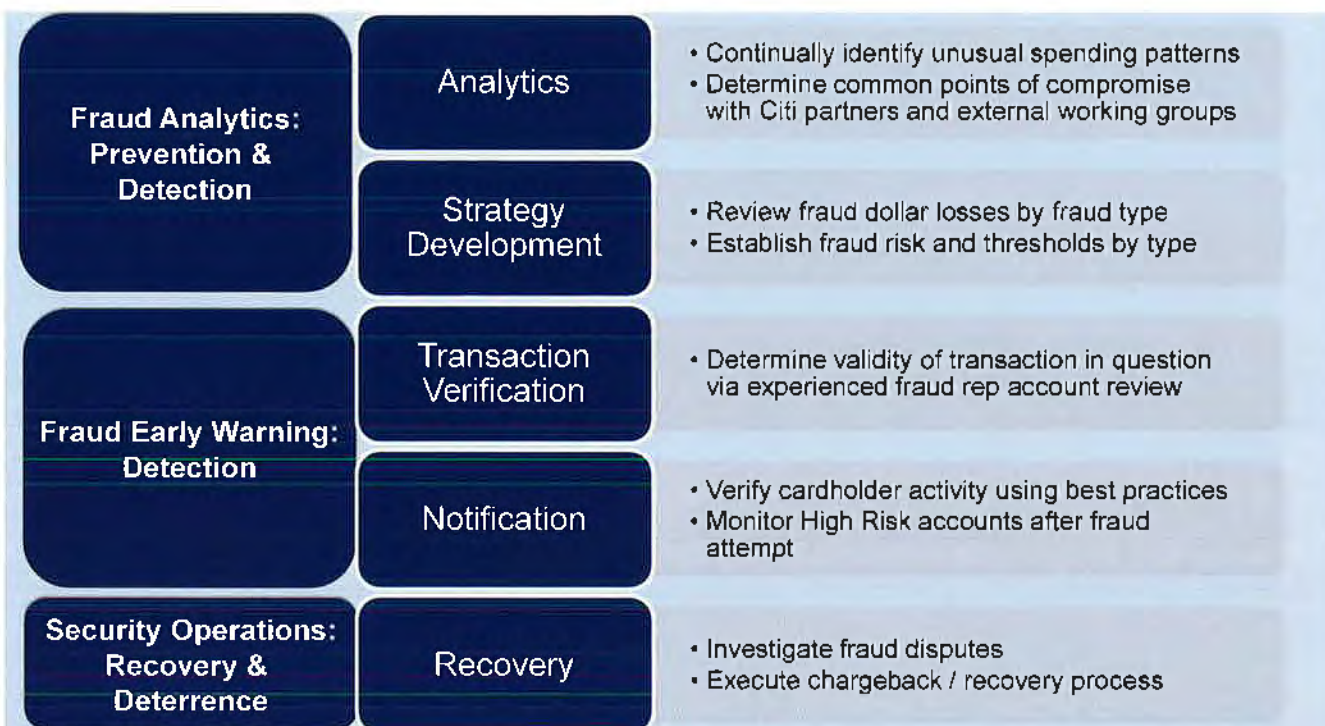 Fraud Analytics:
Prevention &
Detection
Analytics
• Continually identify unusual spending patterns
• Determine common points of compromise
with Citi partners and external working groups
Strategy
Development
• Review fraud dollar losses by fraud type
• Establish fraud risk and thresholds by type
Fraud Early Warning:
Detection
Transaction
Verification
• Determine validity of transaction in question
via experienced fraud rep account review
Notification
• Verify cardholder activity using best practices
• Monitor High Risk accounts after fraud
attempt
Security Operations:
Recovery &
Deterrence
Recovery
• Investigate fraud disputes
• Execute chargeback / recovery process